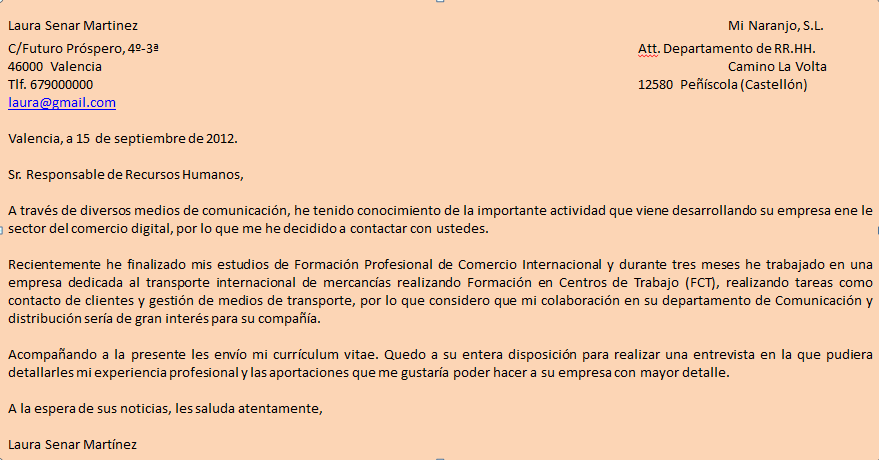 Laura Senar Martinez Mi Naranjo, S.L.
C/Futuro Próspero, 4º-3ª Att. Departamento de RR.HH.
46000 Valencia Camino La Volta
Tlf. 679000000 12580 Peñíscola (Castellón)
laura@gmail.com
Valencia, a 15 de septiembre de 2012.
Sr. Responsable de Recursos Humanos,
A través de diversos medios de comunicación, he tenido conocimiento de la importante actividad que viene desarrollando su empresa ene le
sector del comercio digital, por lo que me he decidido a contactar con ustedes.
Recientemente he finalizado mis estudios de Formación Profesional de Comercio Internacional y durante tres meses he trabajado en una
empresa dedicada al transporte internacional de mercancías realizando Formación en Centros de Trabajo (FCT), realizando tareas como
contacto de clientes y gestión de medios de transporte, por lo que considero que mi colaboración en su departamento de Comunicación y
distribución sería de gran interés para su compañía.
Acompañando a la presente les envío mi currículum vitae. Quedo a su entera disposición para realizar una entrevista en la que pudiera
detallarles mi experiencia profesional y las aportaciones que me gustaría poder hacer a su empresa con mayor detalle.
A la espera de sus noticias, les saluda atentamente,
Laura Senar Martínez